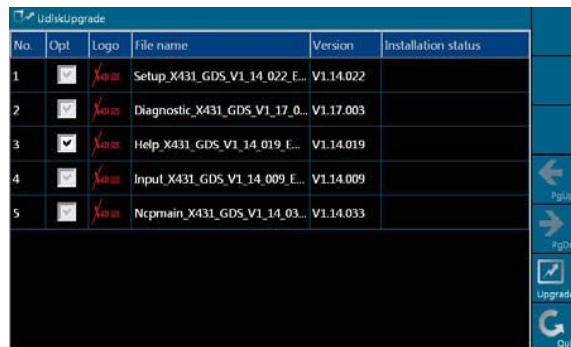 UdiskUpgrade
No. Opt Logo File name Version Installation status
1 Setup_X431_GDS_V1_14_022_E... V1.14.022
2 Diagnostic_X431_GDS_V1_17_0... V1.17.003
3 Help_X431_GDS_V1_14_019_E... V1.14.019
4 Input_X431_GDS_V1_14_009_E... V1.14.009
5 Ncpmain_X431_GDS_V1_14_03... V1.14.033
PgUp
Upgrade